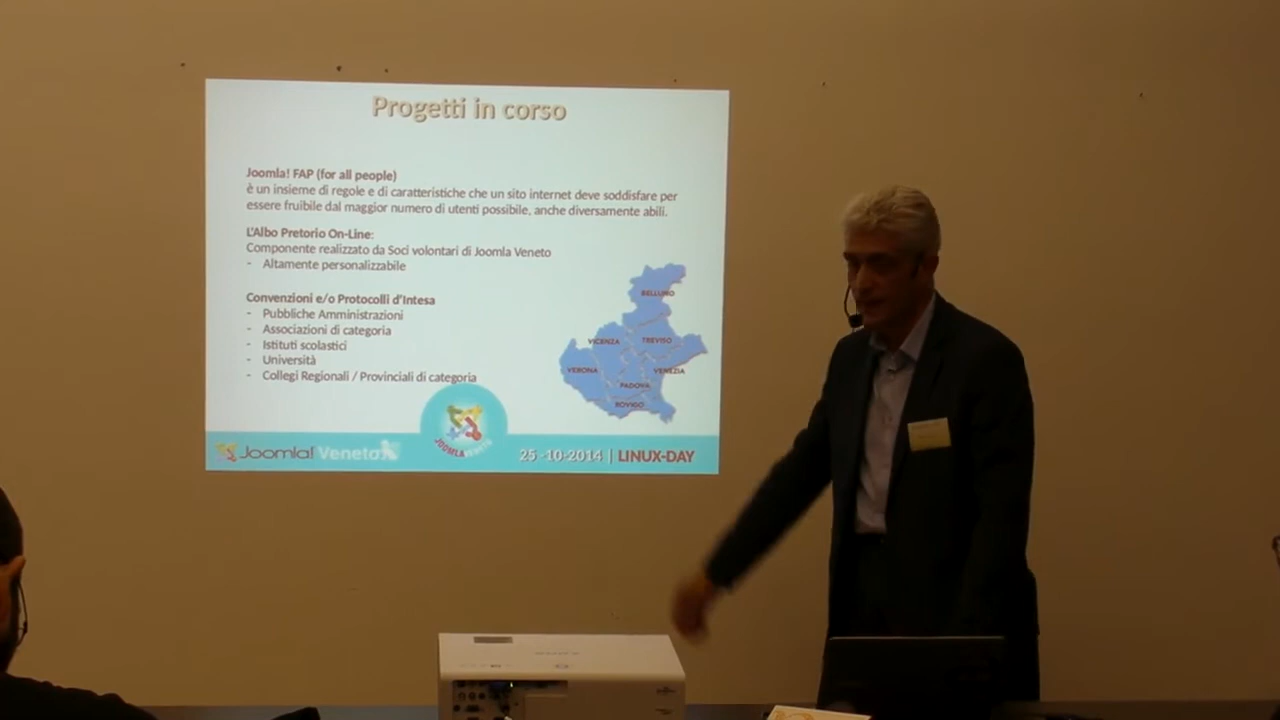 Progetti in corso
Joomla! FAP (for all people)
è un insieme di regole e di caratteristiche che un sito internet deve soddisfare per
essere fruibile dal maggior numero di utenti possibile, anche diversamente abili.
L'Albo Pretorio On-Line:
Componente realizzato da Soci volontari di Joomla Veneto
- Altamente personalizzabile
Convenzioni e/o Protocolli d'Intesa
- Pubbliche Amministrazioni
- Associazioni di categoria
- Istituti scolastici
- Università
- Collegi Regionali / Provinciali di categoria
BELLUNO
VICENZA
TREVISO
VERONA
VENEZIA
PADOVA
ROVIGO
Joomla! Veneto
JOOMLAVENETO
25 -10-2014 | LINUX-DAY